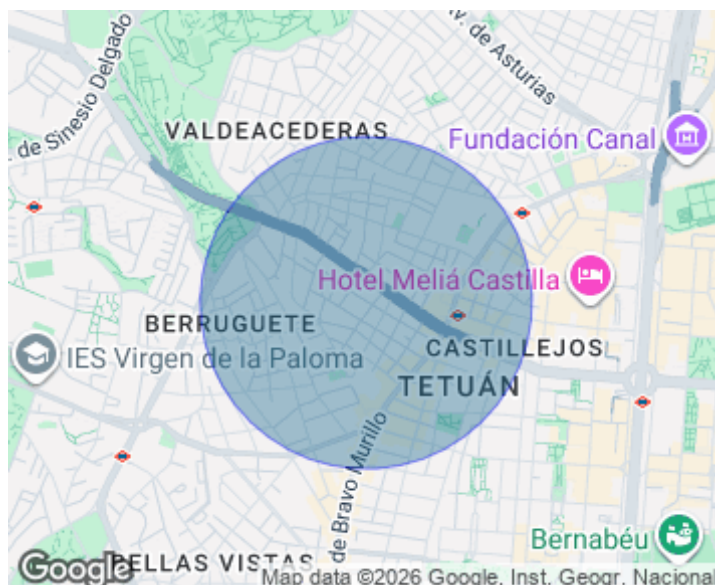 de Sinesio Delgado
Av. de Asturias
VALDEACEDERAS
Fundación Canal
Hotel Meliá Castilla
BERRUGUETE
CASTILLEJOS
IES Virgen de la Paloma
TETUÁN
de Bravo Murillo
Bernabéu
BELLAS VISTAS
Google
Map data ©2026 Google, Inst. Geogr. Nacional